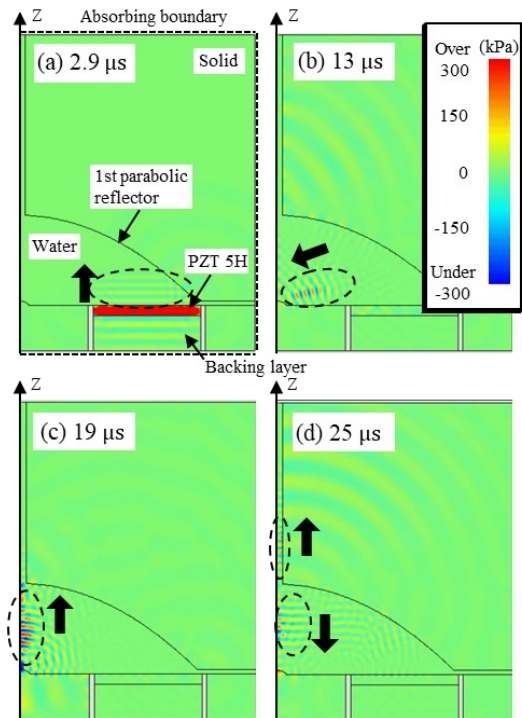 Absorbing boundary
Z
(a) 2.9 μs
Solid
1st parabolic
reflector
Water
PZT 5H
Backing layer
Z
(b) 13 μs
Over
(kPa)
300
150
0
-150
Under
-300
Z
(c) 19 μs
Z
(d) 25 μs